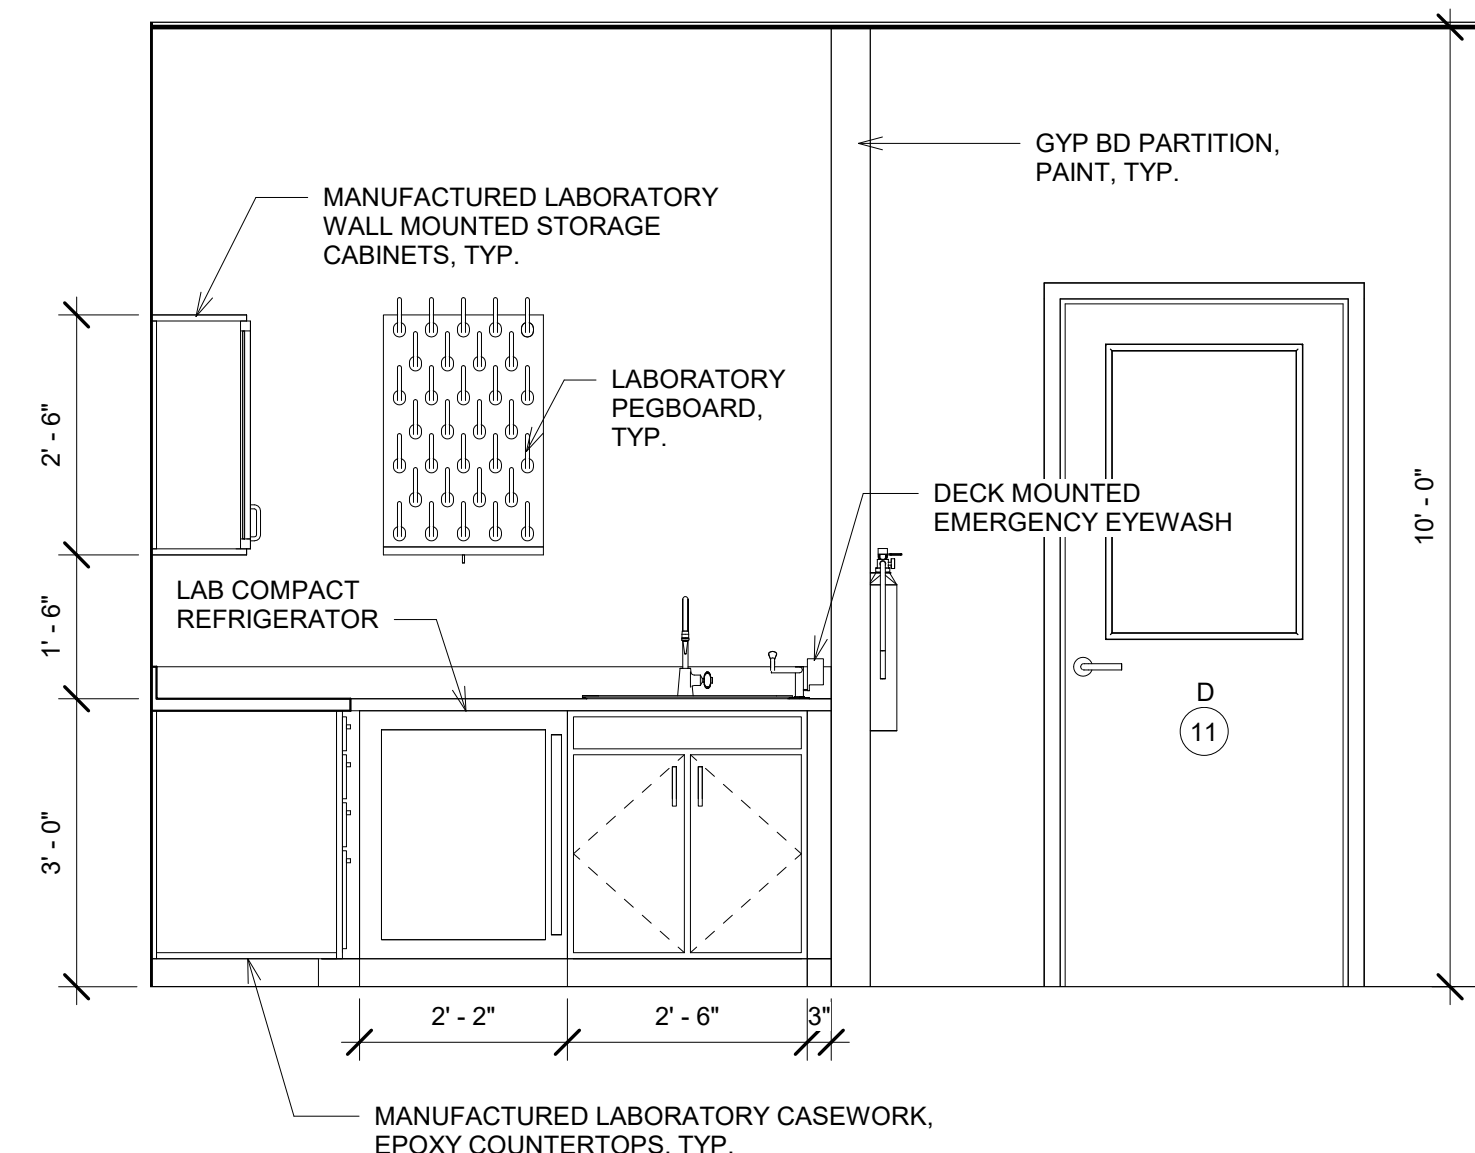 GYP BD PARTITION,
PAINT, TYP.
MANUFACTURED LABORATORY
WALL MOUNTED STORAGE
CABINETS, TYP.
LABORATORY
PEGBOARD,
TYP.
2' - 6"
DECK MOUNTED
EMERGENCY EYEWASH
10' - 0"
LAB COMPACT
REFRIGERATOR
1' - 6"
D
11
3' - 0"
2' - 2"
2' - 6"
3"
MANUFACTURED LABORATORY CASEWORK,
EPOXY COUNTERTOPS, TYP.